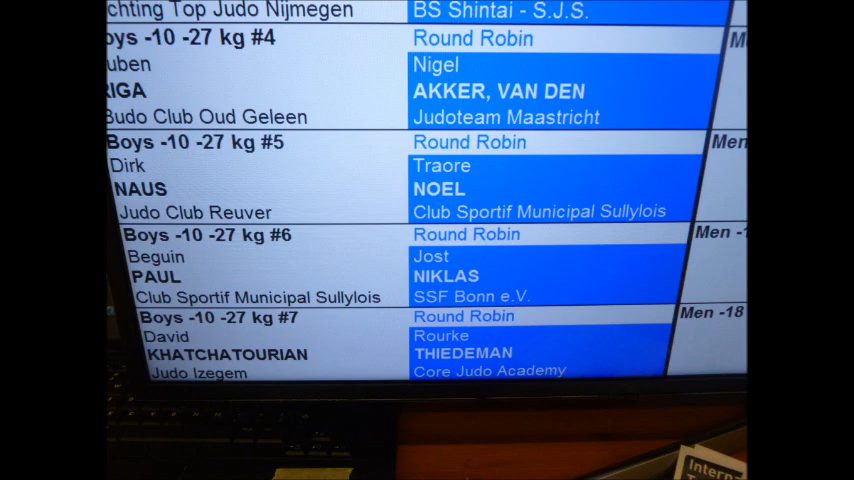 chting Top Judo Nijmegen BS Shintai - S.J.S.
oys -10 -27 kg #4 Round Robin M
uben Nigel
RIGA AKKER, VAN DEN
Budo Club Oud Geleen Judoteam Maastricht
Boys -10 -27 kg #5 Round Robin Men
Dirk Traore
NAUS NOEL
Judo Club Reuver Club Sportif Municipal Sullylois
Boys -10 -27 kg #6 Round Robin Men -1
Beguin Jost
PAUL NIKLAS
Club Sportif Municipal Sullylois SSF Bonn e.V.
Boys -10 -27 kg #7 Round Robin Men -18
David Rourke
KHATCHATOURIAN THIEDEMAN
Judo Izegem Core Judo Academy
Intern